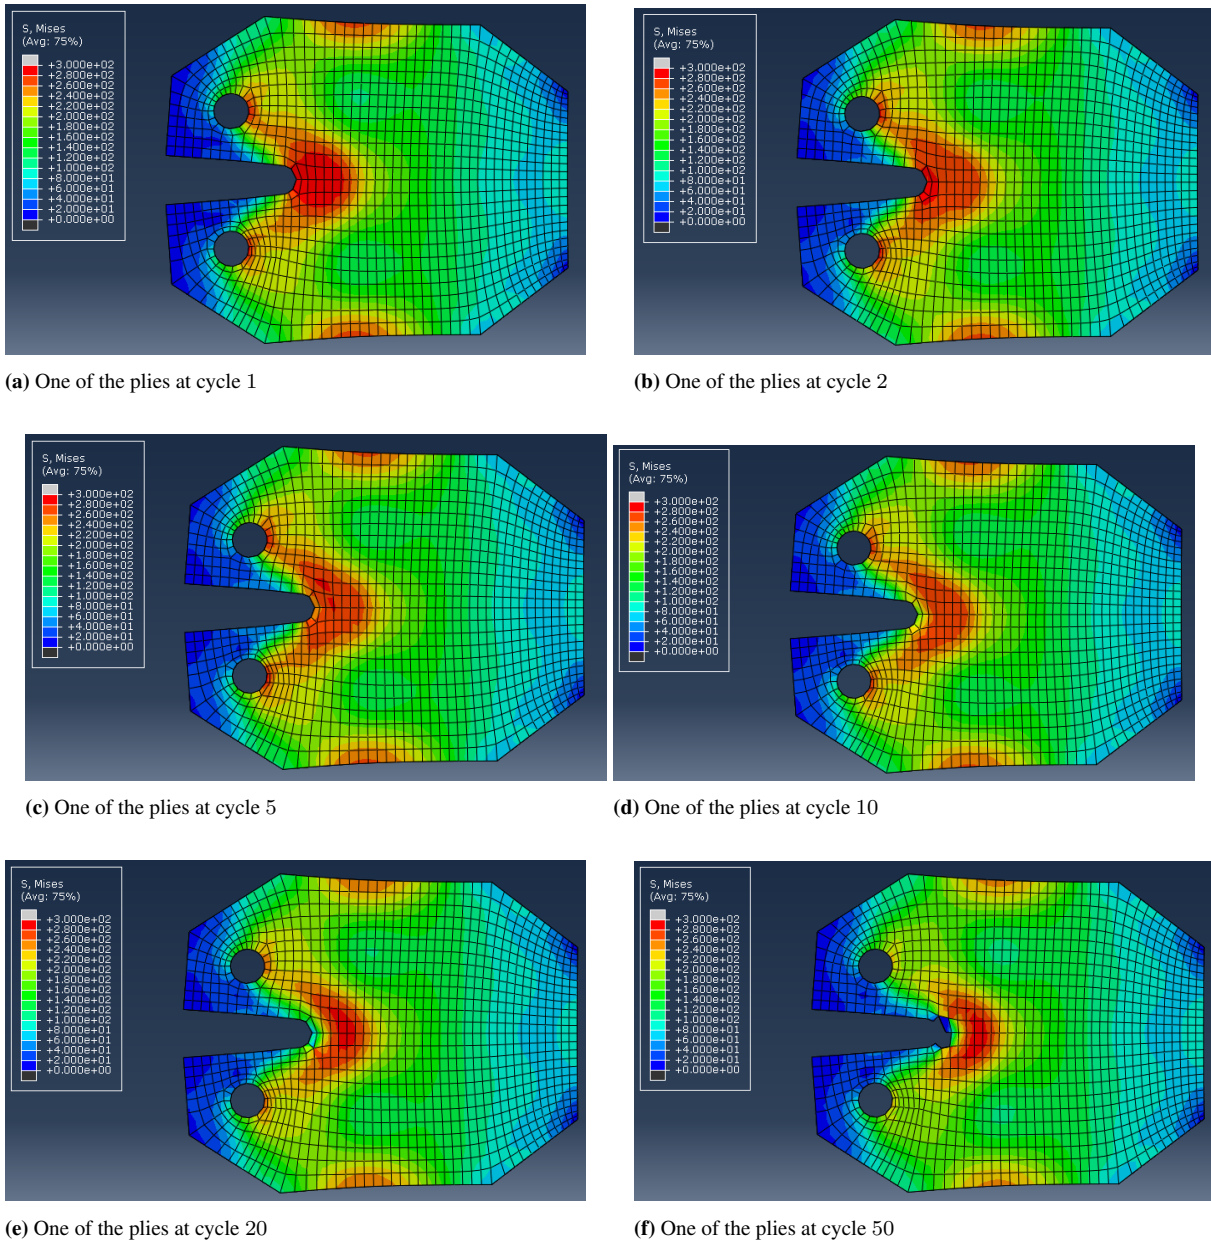 S, Mises
(Avg: 75%)
+3.000e+02
+2.800e+02
+2.600e+02
+2.400e+02
+2.200e+02
+2.000e+02
+1.800e+02
+1.600e+02
+1.400e+02
+1.200e+02
+1.000e+02
+8.000e+01
+6.000e+01
+4.000e+01
+2.000e+01
+0.000e+00
(a) One of the plies at cycle 1
S, Mises
(Avg: 75%)
+3.000e+02
+2.800e+02
+2.600e+02
+2.400e+02
+2.200e+02
+2.000e+02
+1.800e+02
+1.600e+02
+1.400e+02
+1.200e+02
+1.000e+02
+8.000e+01
+6.000e+01
+4.000e+01
+2.000e+01
+0.000e+00
(b) One of the plies at cycle 2
S, Mises
(Avg: 75%)
+3.000e+02
+2.800e+02
+2.600e+02
+2.400e+02
+2.200e+02
+2.000e+02
+1.800e+02
+1.600e+02
+1.400e+02
+1.200e+02
+1.000e+02
+8.000e+01
+6.000e+01
+4.000e+01
+2.000e+01
+0.000e+00
(c) One of the plies at cycle 5
S, Mises
(Avg: 75%)
+3.000e+02
+2.800e+02
+2.600e+02
+2.400e+02
+2.200e+02
+2.000e+02
+1.800e+02
+1.600e+02
+1.400e+02
+1.200e+02
+1.000e+02
+8.000e+01
+6.000e+01
+4.000e+01
+2.000e+01
+0.000e+00
(d) One of the plies at cycle 10
S, Mises
(Avg: 75%)
+3.000e+02
+2.800e+02
+2.600e+02
+2.400e+02
+2.200e+02
+2.000e+02
+1.800e+02
+1.600e+02
+1.400e+02
+1.200e+02
+1.000e+02
+8.000e+01
+6.000e+01
+4.000e+01
+2.000e+01
+0.000e+00
(e) One of the plies at cycle 20
S, Mises
(Avg: 75%)
+3.000e+02
+2.800e+02
+2.600e+02
+2.400e+02
+2.200e+02
+2.000e+02
+1.800e+02
+1.600e+02
+1.400e+02
+1.200e+02
+1.000e+02
+8.000e+01
+6.000e+01
+4.000e+01
+2.000e+01
+0.000e+00
(f) One of the plies at cycle 50